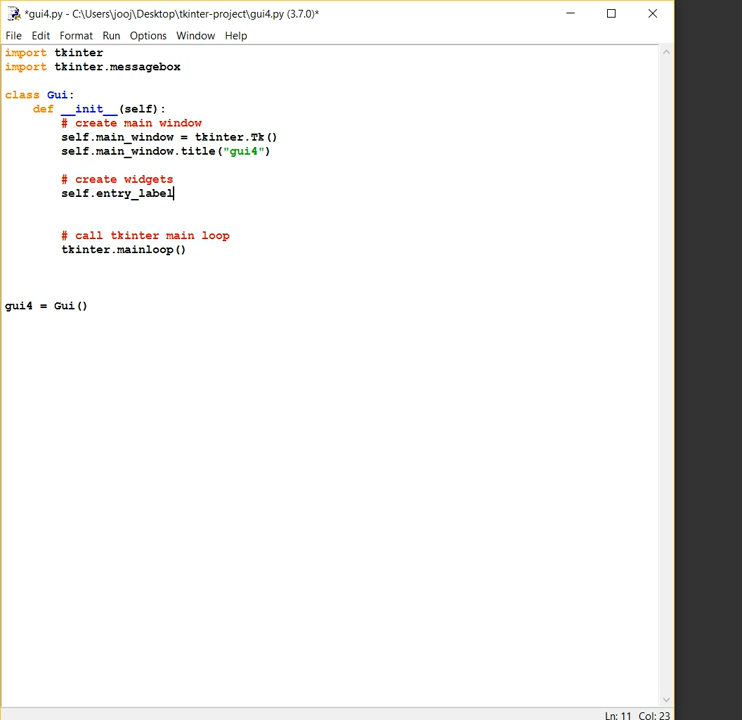 *gui4.py - C:\Users\jooj\Desktop\tkinter-project\gui4.py (3.7.0)*
File Edit Format Run Options Window Help
import tkinter
import tkinter.messagebox
class Gui:
    def __init__(self):
        # create main window
        self.main_window = tkinter.Tk()
        self.main_window.title("gui4")
        # create widgets
        self.entry_label
        # call tkinter main loop
        tkinter.mainloop()
gui4 = Gui()
Ln: 11 Col: 23